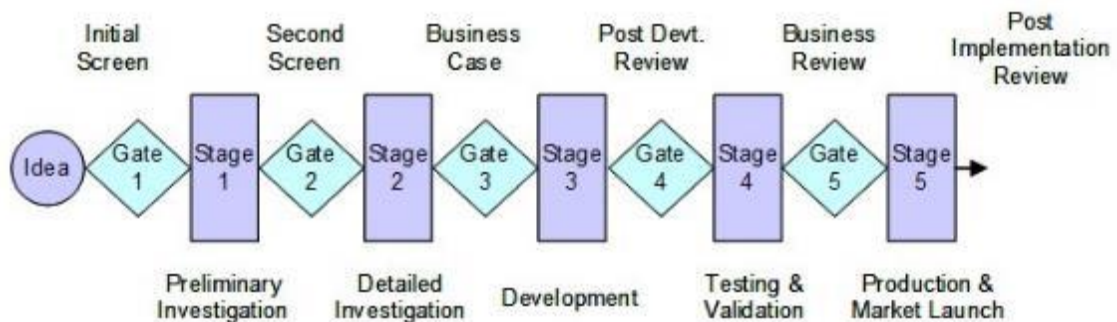 Initial
Screen
Second
Screen
Business
Case
Post Devt.
Review
Business
Review
Post
Implementation
Review
Idea
Gate
1
Stage
1
Gate
2
Stage
2
Gate
3
Stage
3
Gate
4
Stage
4
Gate
5
Stage
5
Preliminary
Investigation
Detailed
Investigation
Development
Testing &
Validation
Production &
Market Launch